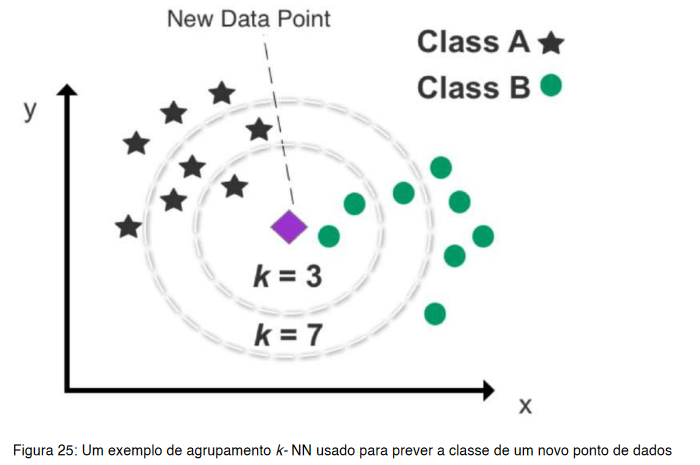 New Data Point
Class A
Class B
y
k = 3
k = 7
x
Figura 25: Um exemplo de agrupamento k- NN usado para prever a classe de um novo ponto de dados